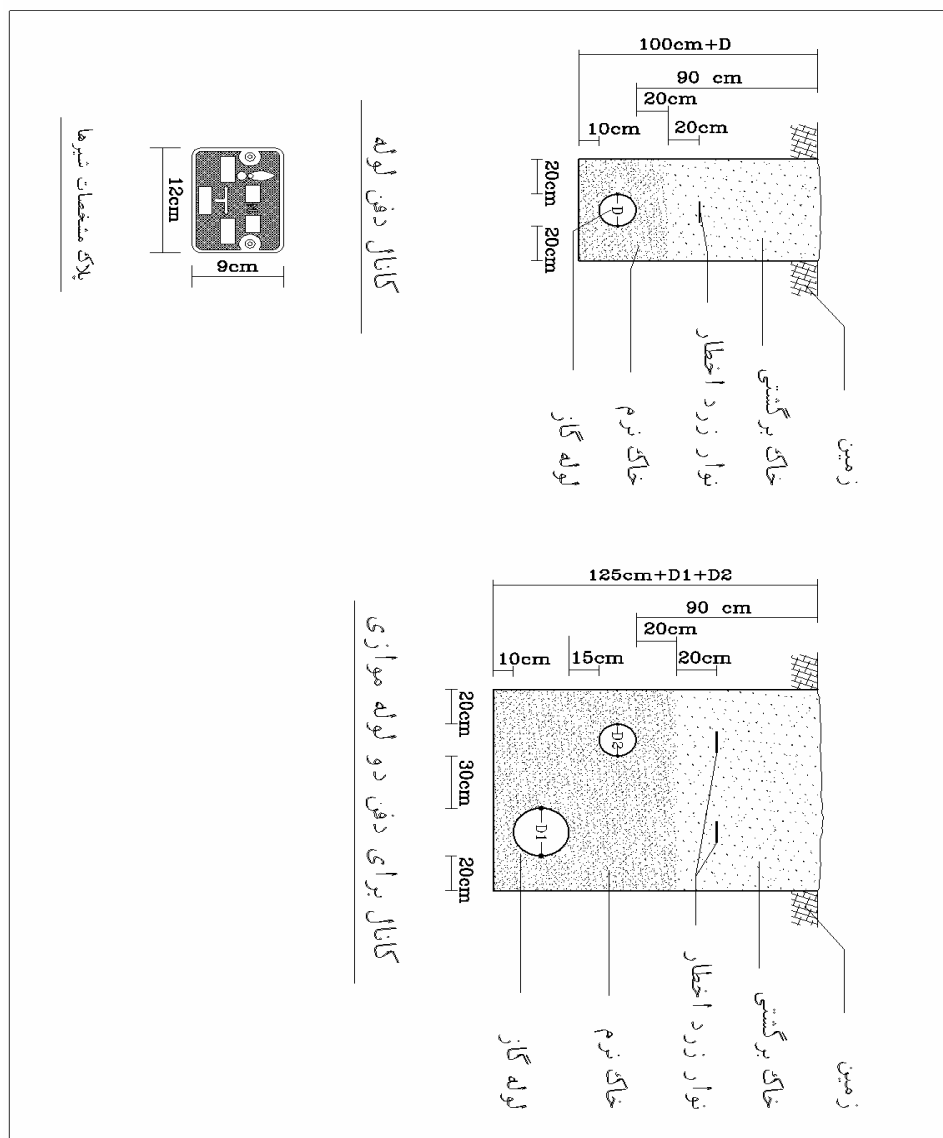 100cm+D
90 cm
20cm
10cm
20cm
20cm
20cm
D
زمین
خاک برگشتی
نوار زرد اخطار
خاک نرم
لوله گاز
کانال دفن لوله
12cm
9cm
پلاک مشخصات شیرها
125cm+D1+D2
90 cm
20cm
10cm
15cm
20cm
20cm
30cm
20cm
D2
D1
زمین
خاک برگشتی
نوار زرد اخطار
خاک نرم
لوله گاز
کانال برای دفن دو لوله موازی